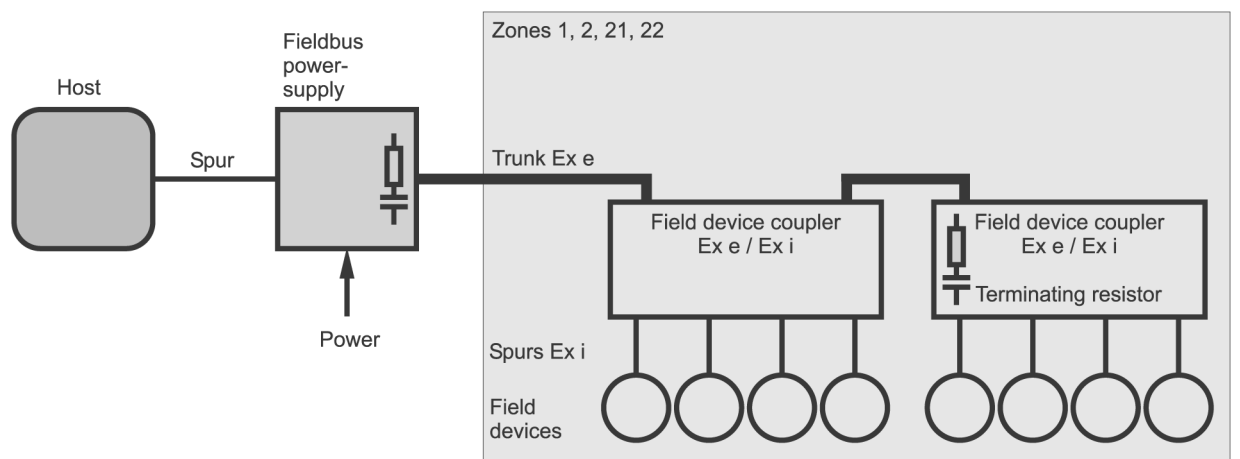 Zones 1, 2, 21, 22
Fieldbus
power-
supply
Host
Spur
Trunk Ex e
Field device coupler
Ex e / Ex i
Field device coupler
Ex e / Ex i
Terminating resistor
Power
Spurs Ex i
Field
devices